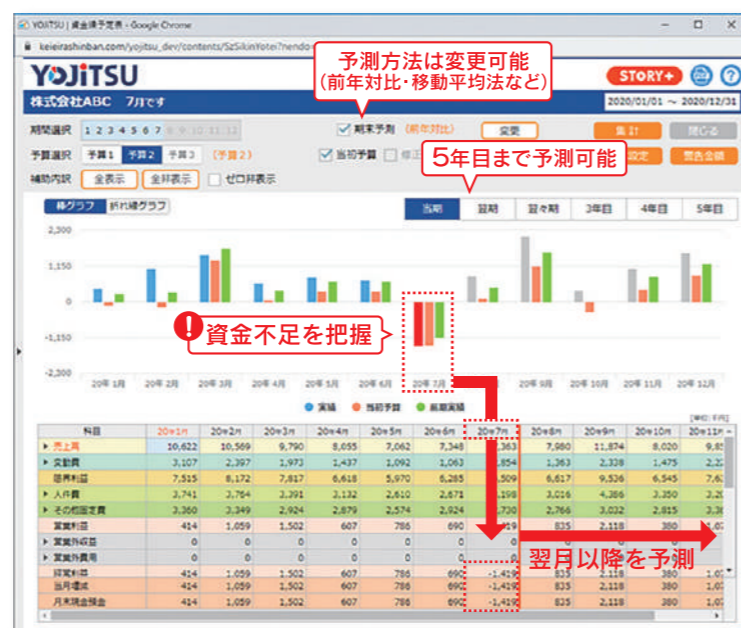 YOJiTSU | 資金繰予定表 - Google Chrome
keieirashinban.com/yojitsu_dev/contents/SzSikinYotei?nendo=
予測方法は変更可能
(前年対比・移動平均法など)
YOJiTSU
STORY+
株式会社ABC 7月です
2020/01/01 ～ 2020/12/31
期間選択 1 2 3 4 5 6 7 8 9 10 11 12
期末予測 (前年対比) 変更 集計 閉じる
予算選択 予算1 予算2 予算3 (予算2)
当初予算 修正 設定 警告金額
5年目まで予測可能
補助内訳 全表示 全非表示 ゼロ非表示
棒グラフ 折れ線グラフ 当期 翌期 翌々期 3年目 4年目 5年目
2,300
1,150
0
-1,150
-2,300
資金不足を把握
20年 1月 20年 2月 20年 3月 20年 4月 20年 5月 20年 6月 20年 7月 20年 9月 20年 10月 20年 11月 20年 12月
実績 当初予算 前期実績
[単位:千円]
科目 20年1月 20年2月 20年3月 20年4月 20年5月 20年6月 20年7月 20年8月 20年9月 20年10月 20年11月
売上高 10,622 10,569 9,790 8,055 7,062 7,348 ,363 7,980 11,874 8,020
変動費 3,107 2,397 1,973 1,437 1,092 1,063 854 1,363 2,338 1,475
限界利益 7,515 8,172 7,817 6,618 5,970 6,285 509 6,617 9,536 6,545
人件費 3,741 3,764 3,391 3,132 2,610 2,671 198 3,016 4,386 3,350
その他固定費 3,360 3,349 2,924 2,879 2,574 2,924 730 2,766 3,032 2,815
営業利益 414 1,059 1,502 607 786 690 19 835 2,118 380
営業外収益 0 0 0 0 0 0 0 0 0
営業外費用 0 0 0 0 0 0 0
翌月以降を予測
経常利益 414 1,059 1,502 607 786 690 -1,419 835 2,118 380
当月増減 414 1,059 1,502 607 786 690 -1,419 835 2,118 380
月末現金預金 414 1,059 1,502 607 786 690 -1,419 835 2,118 380